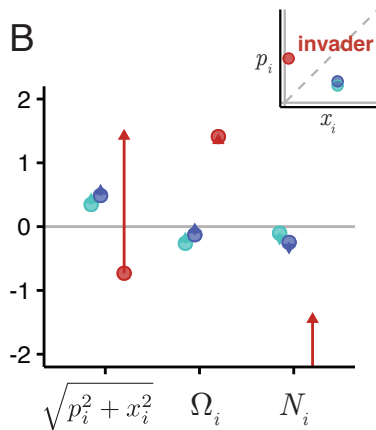 B
invader
p_i
x_i
2
1
0
-1
-2
√(p_i^2 + x_i^2)
Ω_i
N_i